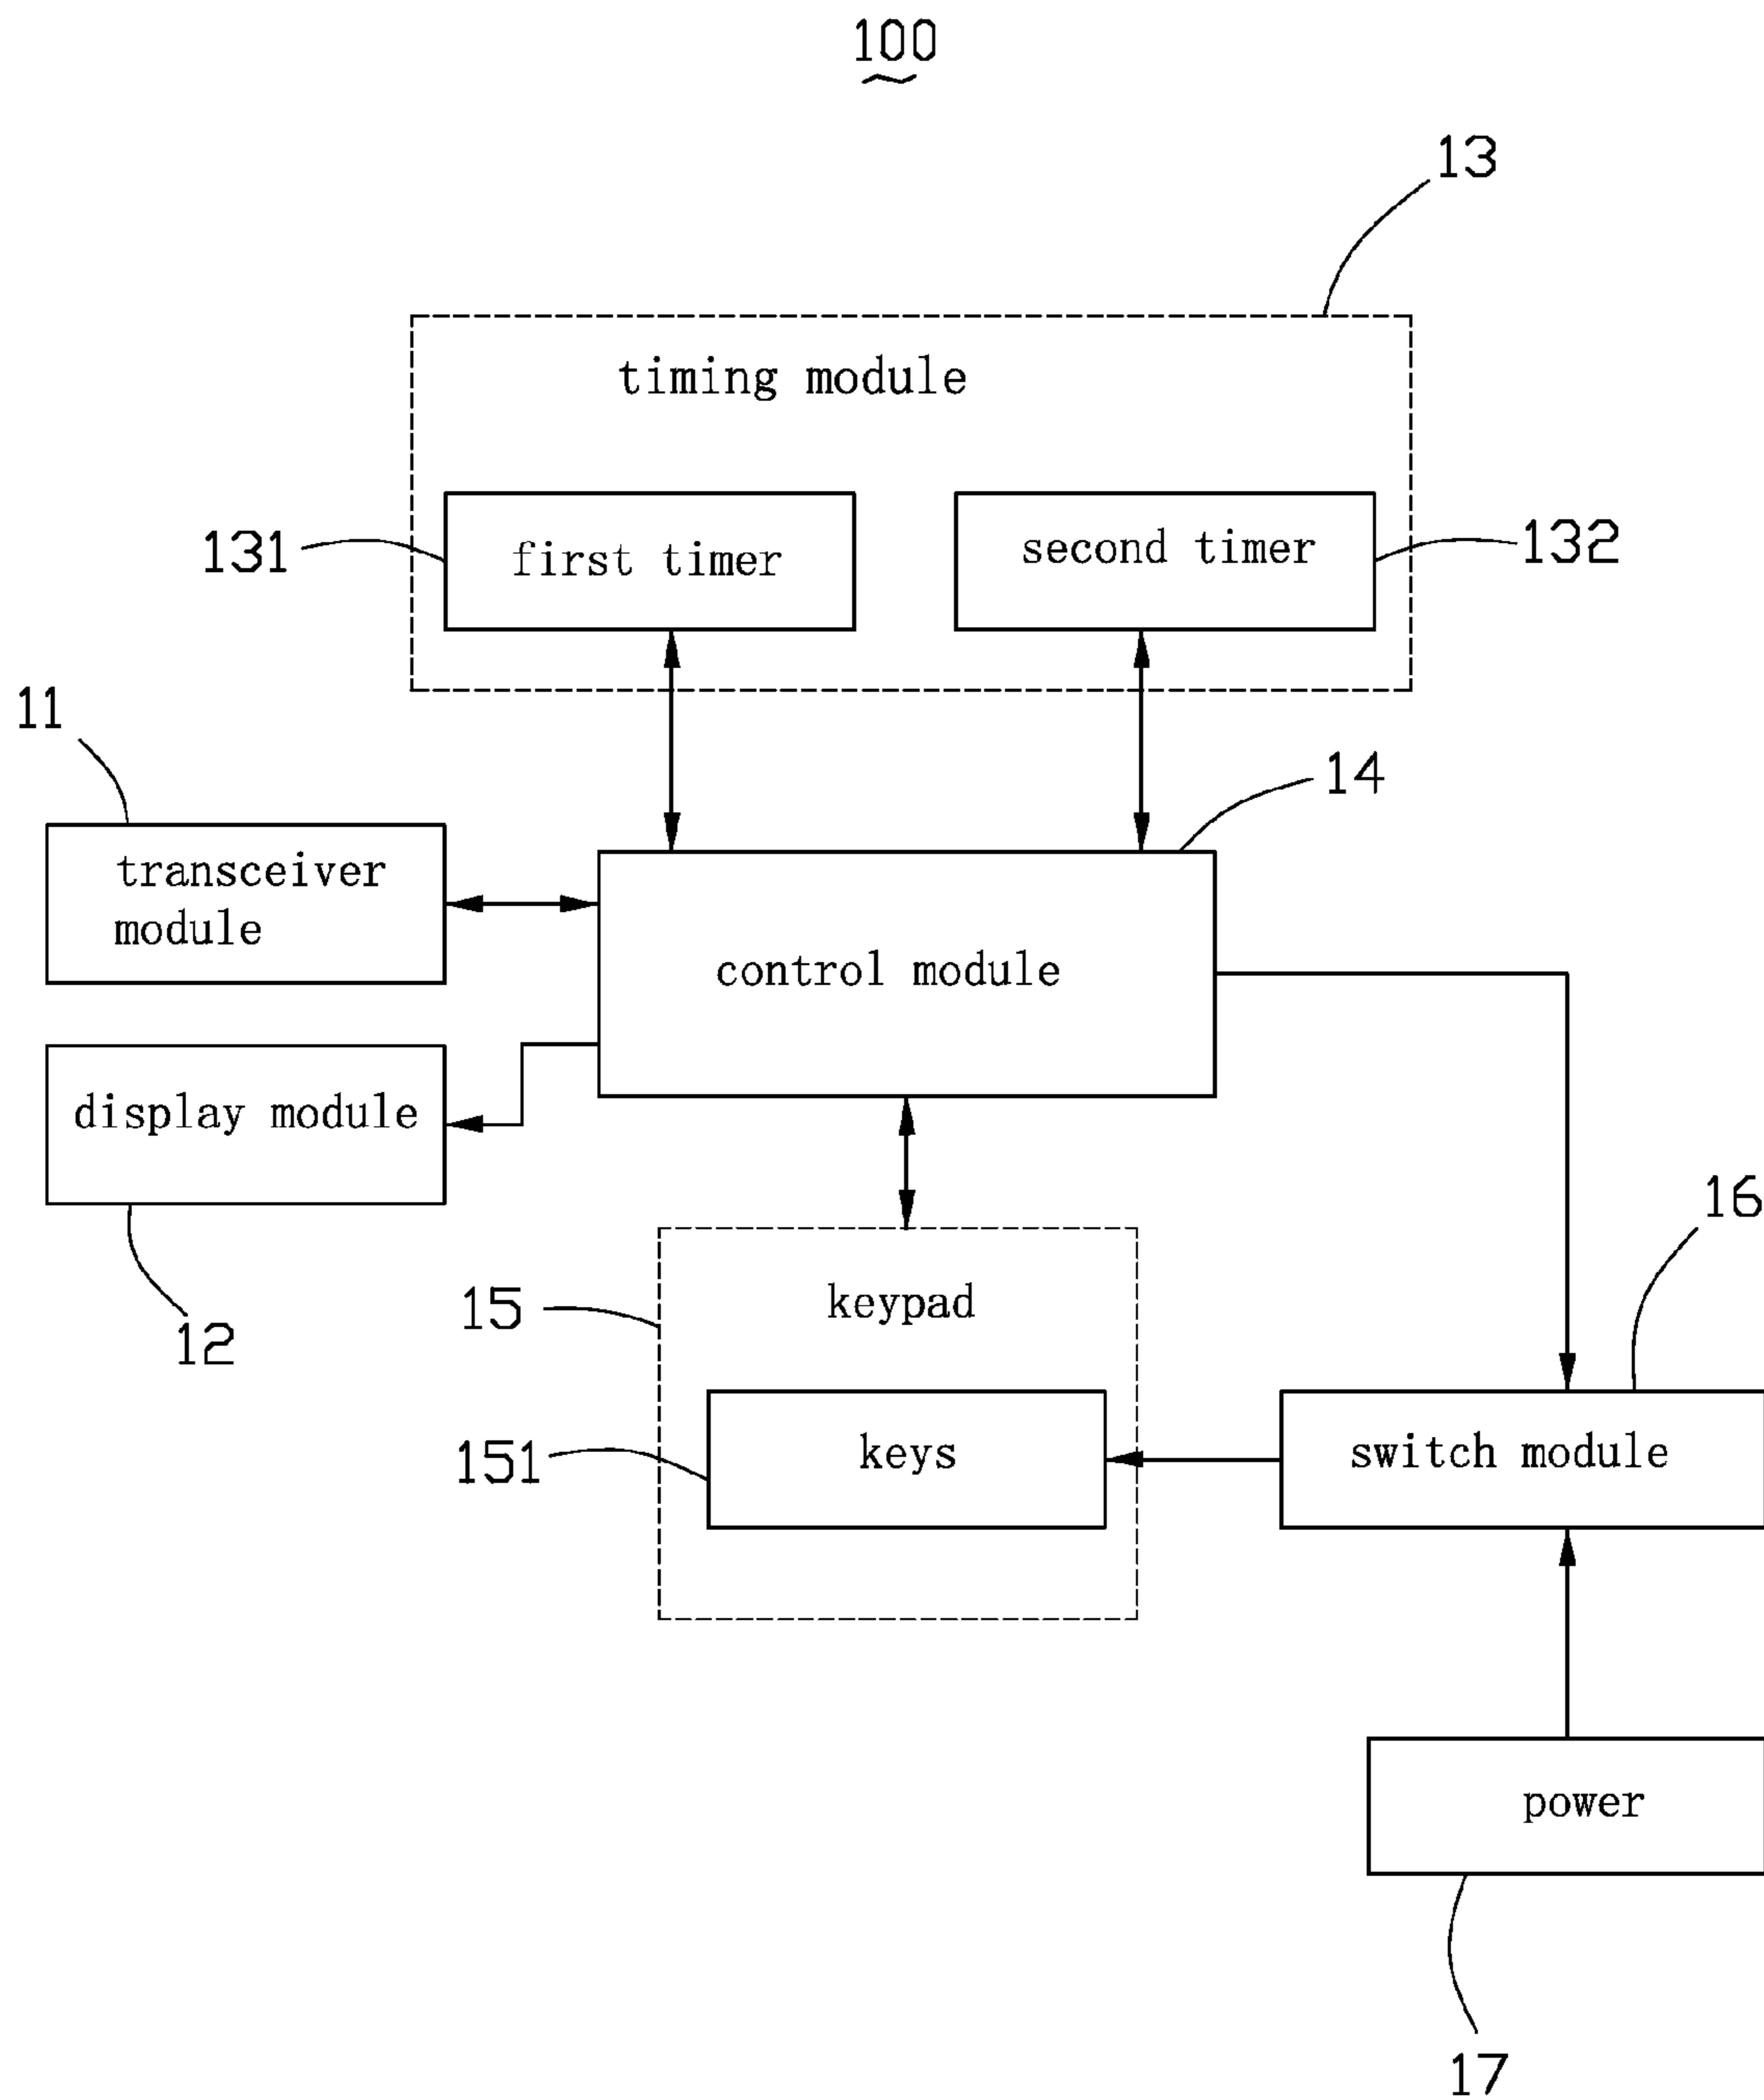 100
13
timing module
131
first timer
second timer
132
11
14
transceiver
module
control module
display module
12
16
15
keypad
151
keys
switch module
power
17